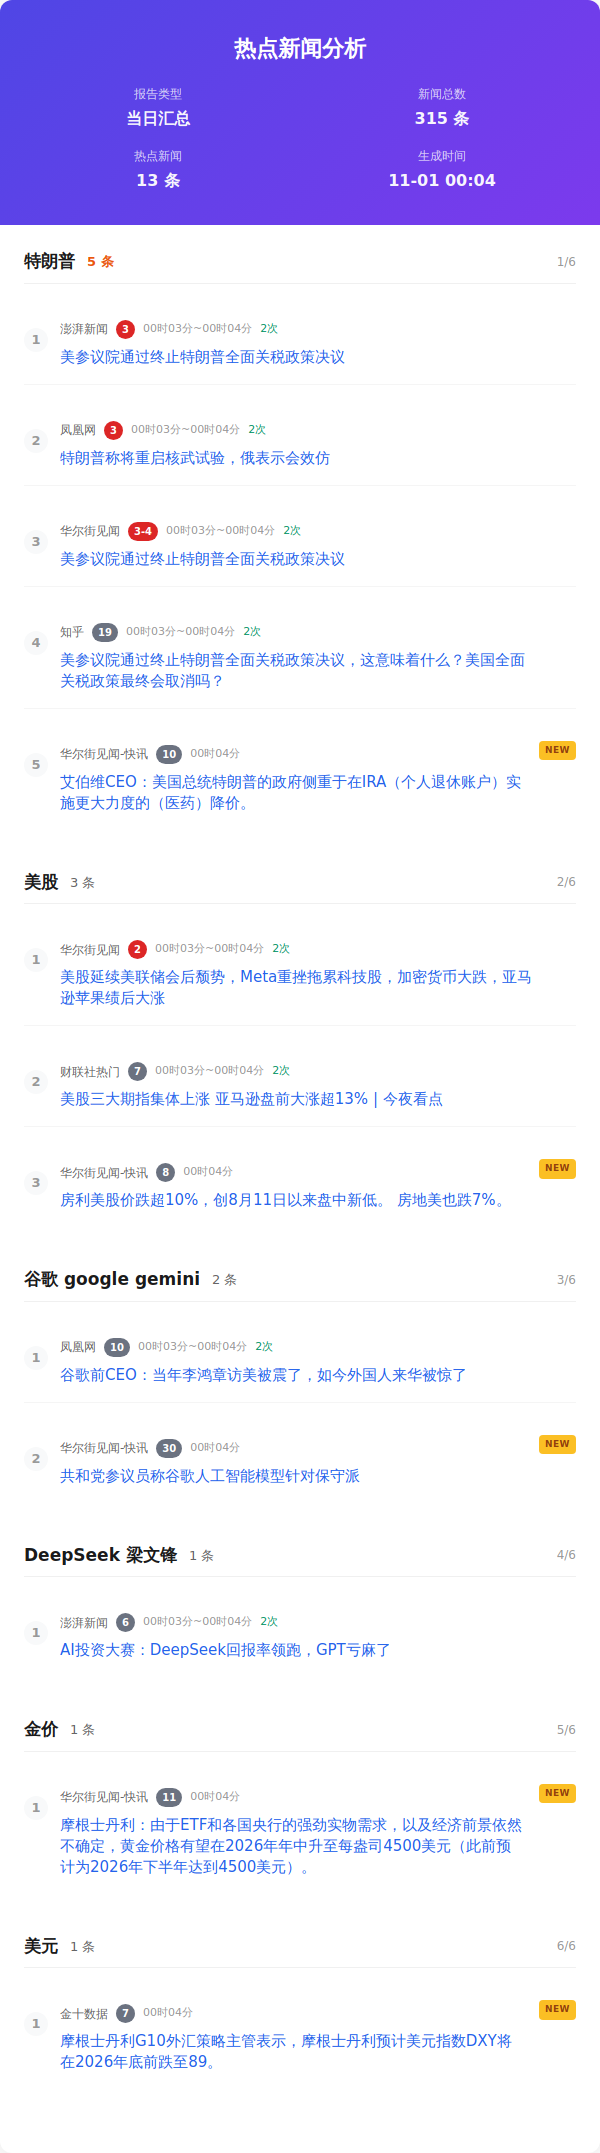 热点新闻分析
报告类型
新闻总数
当日汇总
315 条
热点新闻
生成时间
13 条
11-01 00:04
特朗普 5 条 1/6
1
澎湃新闻 3 00时03分~00时04分 2次
美参议院通过终止特朗普全面关税政策决议
2
凤凰网 3 00时03分~00时04分 2次
特朗普称将重启核武试验，俄表示会效仿
3
华尔街见闻 3-4 00时03分~00时04分 2次
美参议院通过终止特朗普全面关税政策决议
4
知乎 19 00时03分~00时04分 2次
美参议院通过终止特朗普全面关税政策决议，这意味着什么？美国全面
关税政策最终会取消吗？
5
华尔街见闻-快讯 10 00时04分 NEW
艾伯维CEO：美国总统特朗普的政府侧重于在IRA（个人退休账户）实
施更大力度的（医药）降价。
美股 3 条 2/6
1
华尔街见闻 2 00时03分~00时04分 2次
美股延续美联储会后颓势，Meta重挫拖累科技股，加密货币大跌，亚马
逊苹果绩后大涨
2
财联社热门 7 00时03分~00时04分 2次
美股三大期指集体上涨 亚马逊盘前大涨超13% | 今夜看点
3
华尔街见闻-快讯 8 00时04分 NEW
房利美股价跌超10%，创8月11日以来盘中新低。 房地美也跌7%。
谷歌 google gemini 2 条 3/6
1
凤凰网 10 00时03分~00时04分 2次
谷歌前CEO：当年李鸿章访美被震了，如今外国人来华被惊了
2
华尔街见闻-快讯 30 00时04分 NEW
共和党参议员称谷歌人工智能模型针对保守派
DeepSeek 梁文锋 1 条 4/6
1
澎湃新闻 6 00时03分~00时04分 2次
AI投资大赛：DeepSeek回报率领跑，GPT亏麻了
金价 1 条 5/6
1
华尔街见闻-快讯 11 00时04分 NEW
摩根士丹利：由于ETF和各国央行的强劲实物需求，以及经济前景依然
不确定，黄金价格有望在2026年年中升至每盎司4500美元（此前预
计为2026年下半年达到4500美元）。
美元 1 条 6/6
1
金十数据 7 00时04分 NEW
摩根士丹利G10外汇策略主管表示，摩根士丹利预计美元指数DXY将
在2026年底前跌至89。